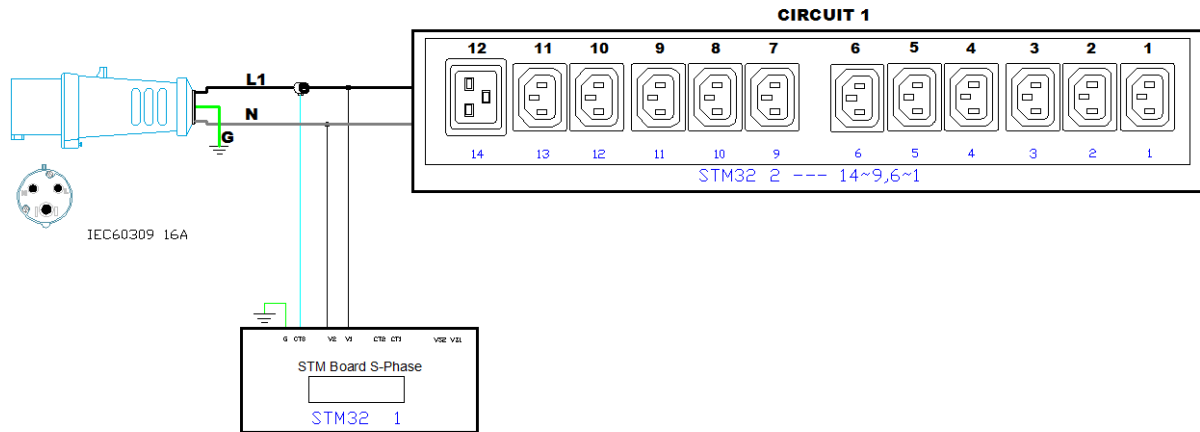 CIRCUIT 1
12 11 10 9 8 7 6 5 4 3 2 1
L1
N
G
14 13 12 11 10 9 6 5 4 3 2 1
STM32 2 --- 14~9,6~1
IEC60309 16A
G CT0 V2 V1 CT2 CT1 VS2 VS1
STM Board S-Phase
STM32 1